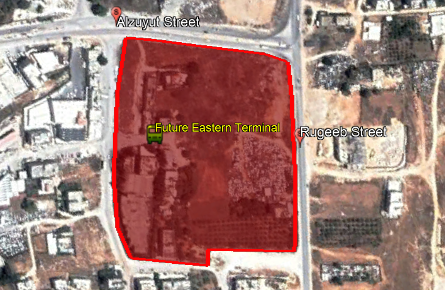 Alzuyut Street
Future Eastern Terminal
Rugeeb Street